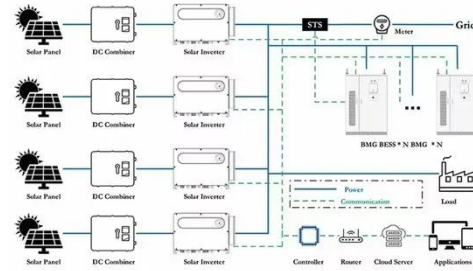 STS
Meter
Grid
Solar Panel
DC Combiner
Solar Inverter
Solar Panel
DC Combiner
Solar Inverter
BMG BESS * N BMG * N
Solar Panel
DC Combiner
Solar Inverter
Power
Communication
Load
Solar Panel
DC Combiner
Solar Inverter
Controller
Router
Cloud Server
Applications